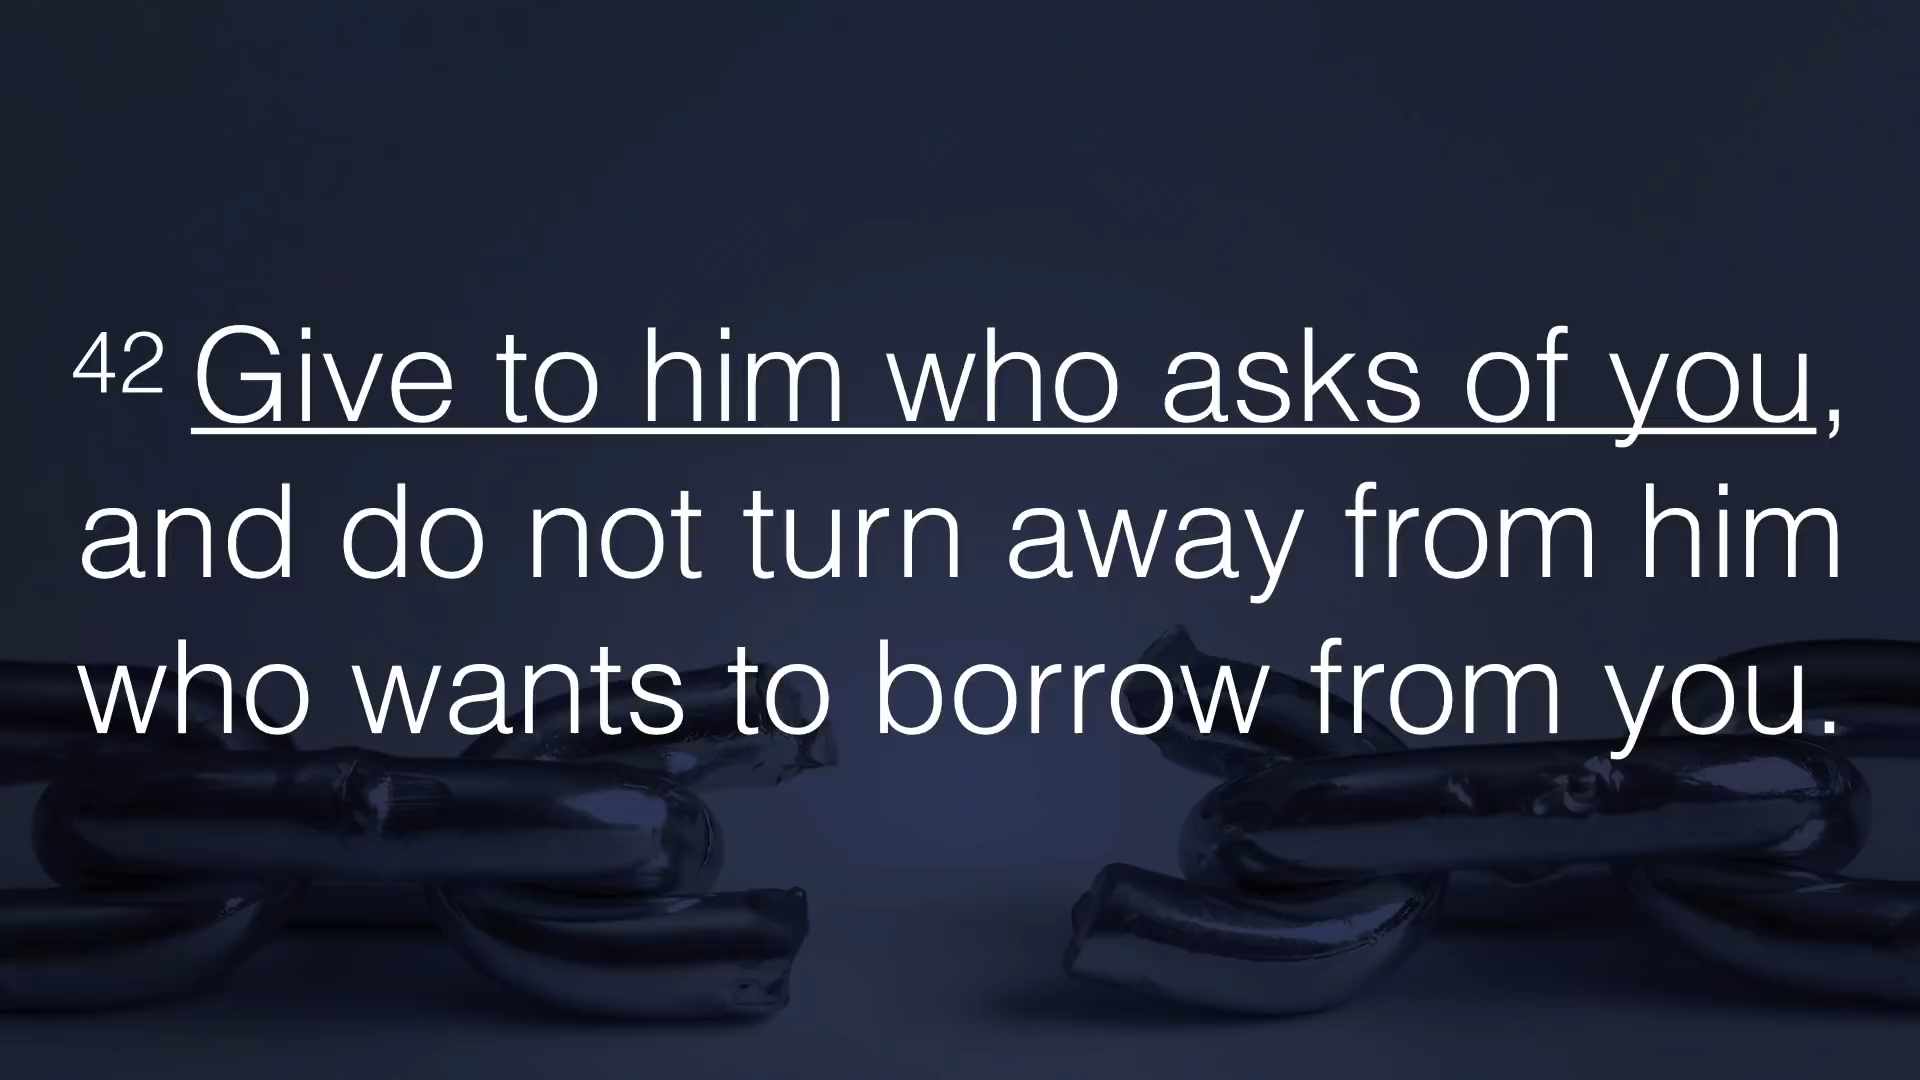 42 Give to him who asks of you,
and do not turn away from him
who wants to borrow from you.